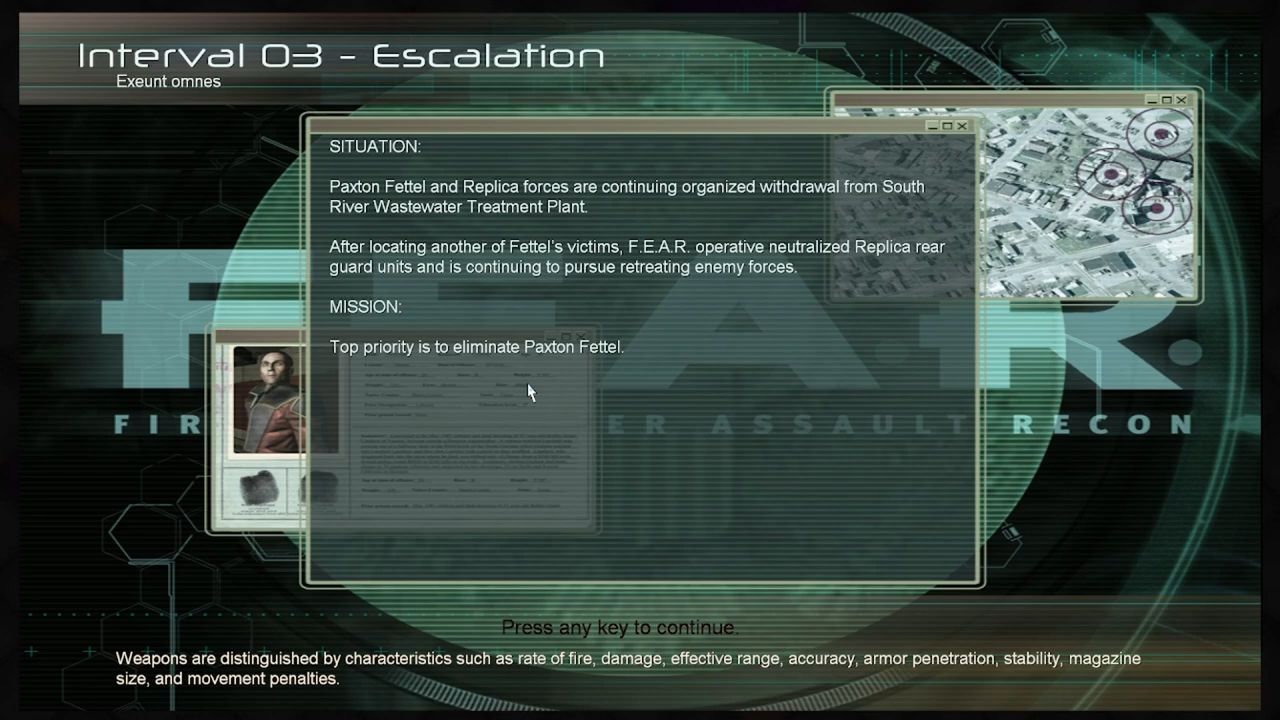 Interval 03 - Escalation
Exeunt omnes
SITUATION:
Paxton Fettel and Replica forces are continuing organized withdrawal from South
River Wastewater Treatment Plant.
After locating another of Fettel's victims, F.E.A.R. operative neutralized Replica rear
guard units and is continuing to pursue retreating enemy forces.
MISSION:
Top priority is to eliminate Paxton Fettel.
F.E.A.R.
FIR ER ASSAULT RECON
Press any key to continue.
Weapons are distinguished by characteristics such as rate of fire, damage, effective range, accuracy, armor penetration, stability, magazine
size, and movement penalties.